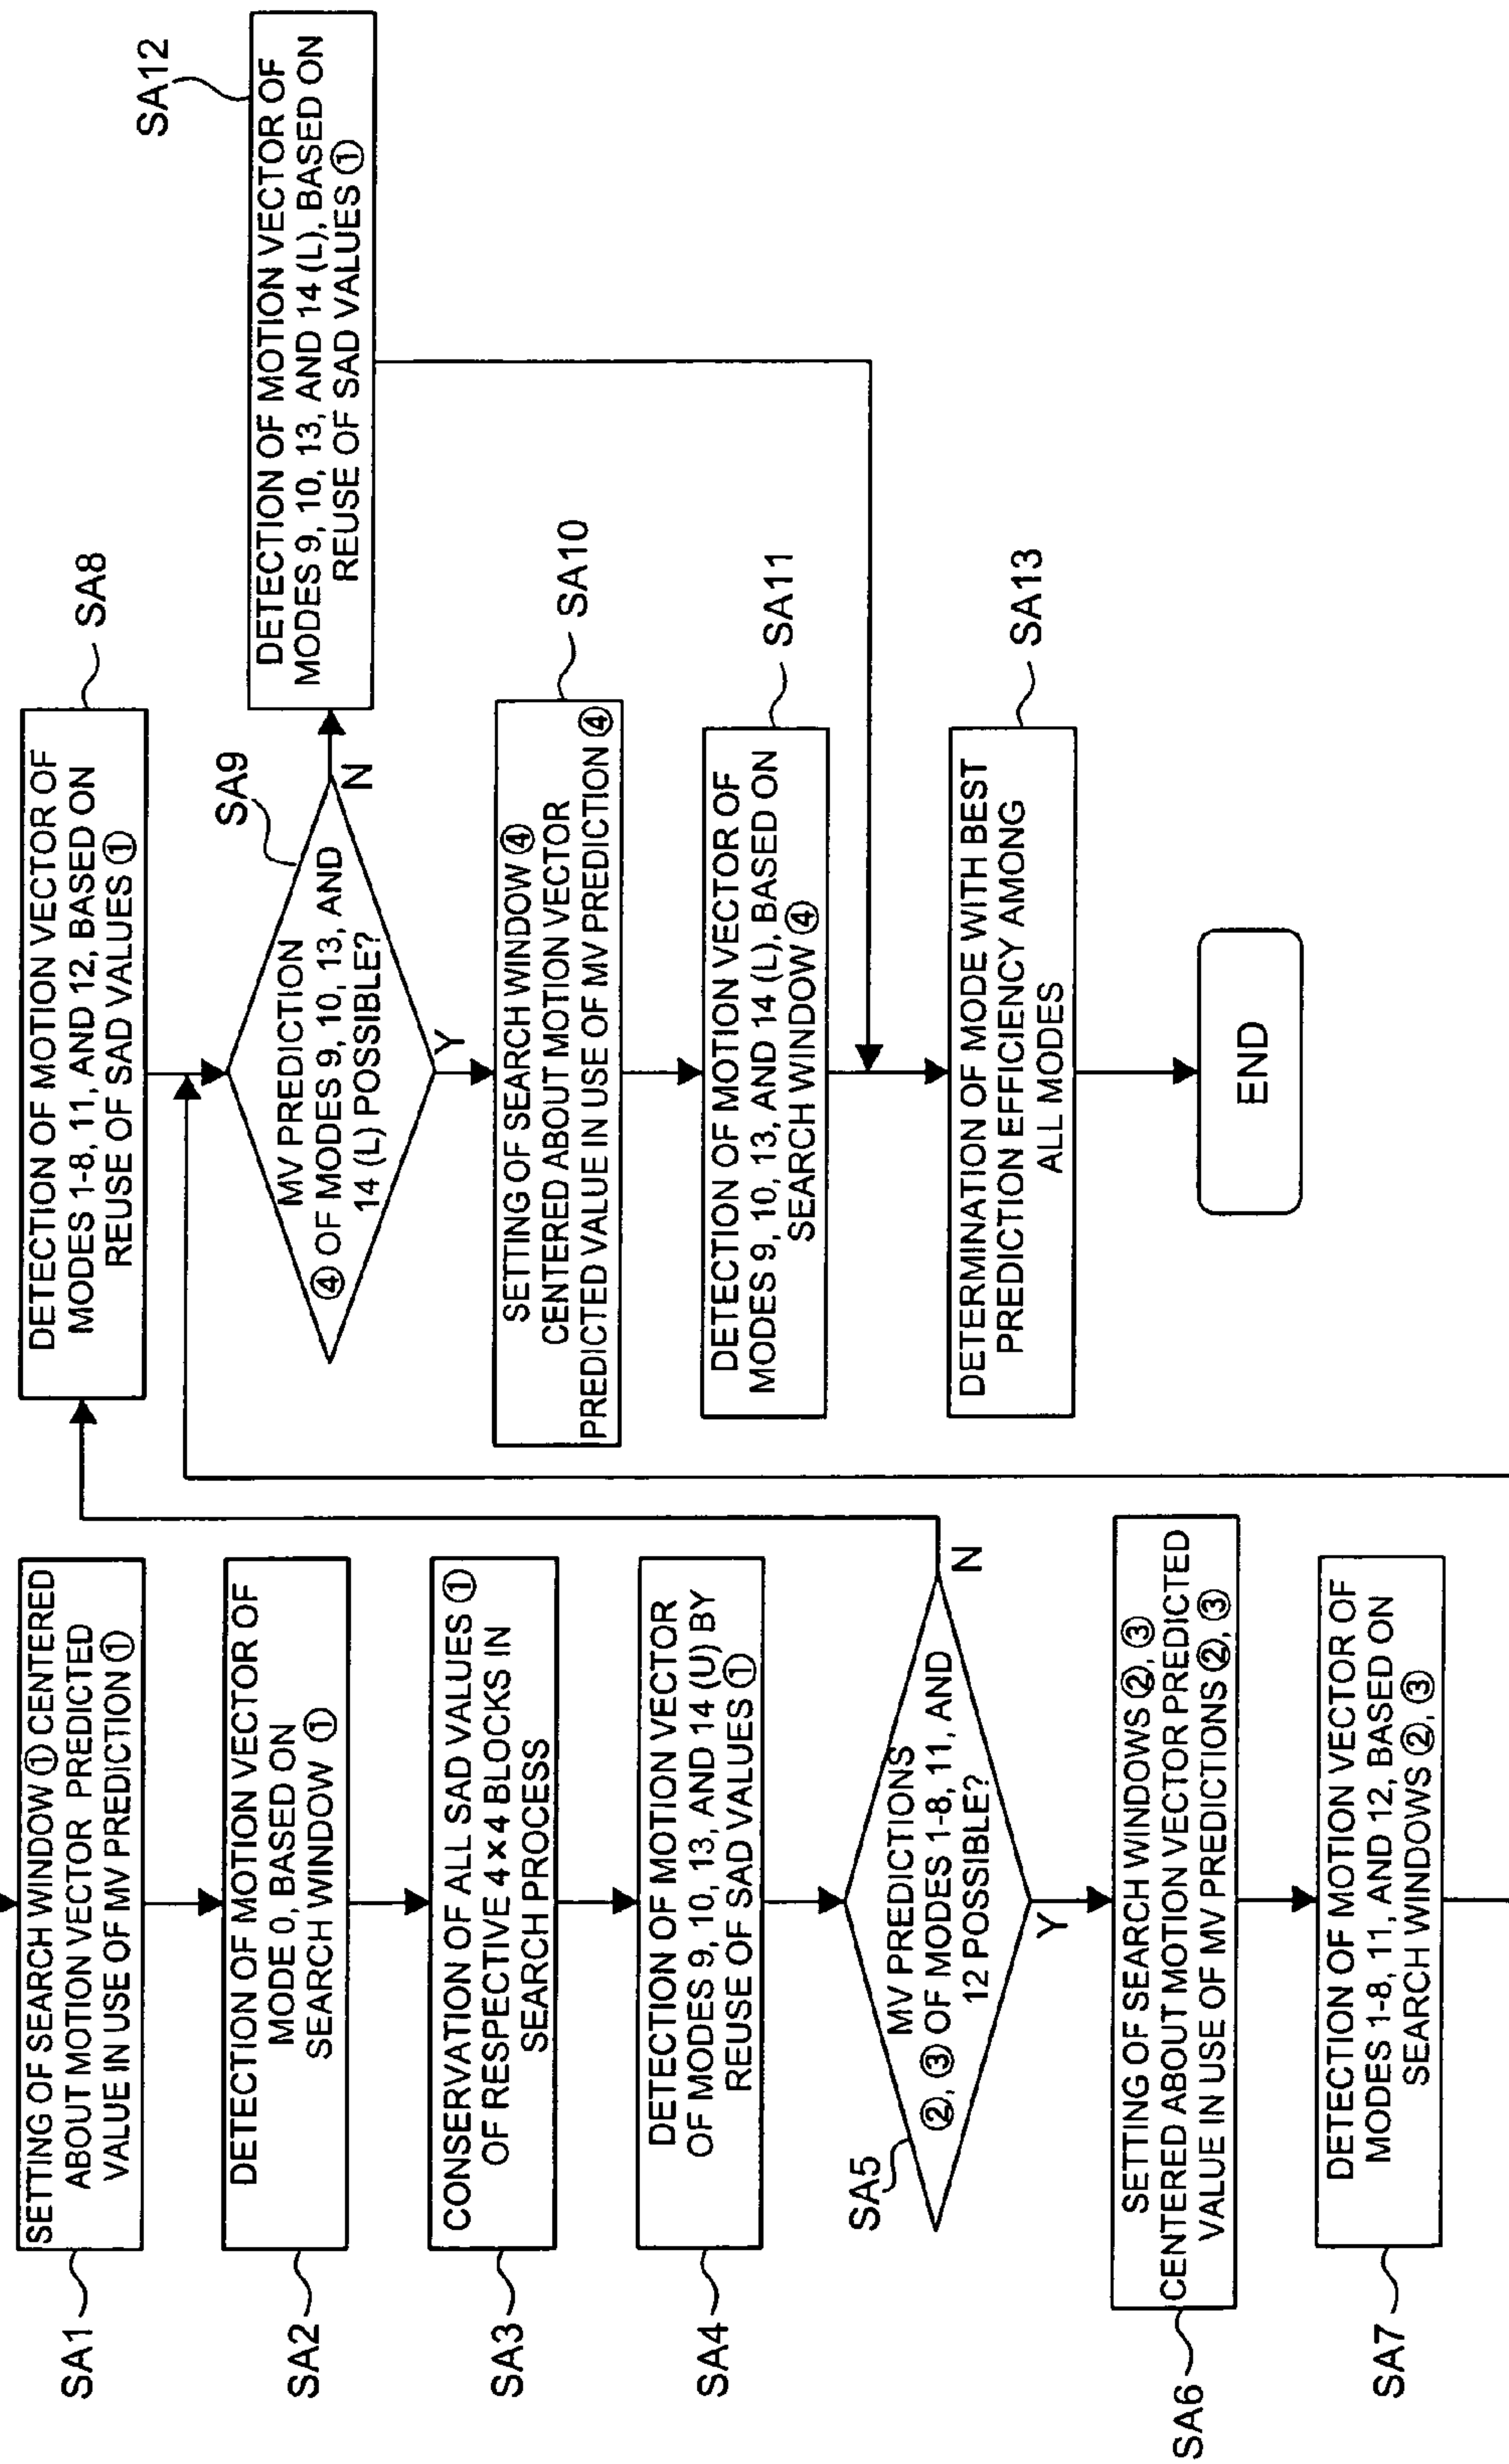 SA1
SETTING OF SEARCH WINDOW ① CENTERED
ABOUT MOTION VECTOR PREDICTED
VALUE IN USE OF MV PREDICTION ①
SA2
DETECTION OF MOTION VECTOR OF
MODE 0, BASED ON
SEARCH WINDOW ①
SA3
CONSERVATION OF ALL SAD VALUES ①
OF RESPECTIVE 4×4 BLOCKS IN
SEARCH PROCESS
SA4
DETECTION OF MOTION VECTOR
OF MODES 9, 10, 13, AND 14 (U) BY
REUSE OF SAD VALUES ①
SA5
MV PREDICTIONS
②, ③ OF MODES 1-8, 11, AND
12 POSSIBLE?
N
Y
SA6
SETTING OF SEARCH WINDOWS ②, ③
CENTERED ABOUT MOTION VECTOR PREDICTED
VALUE IN USE OF MV PREDICTIONS ②, ③
SA7
DETECTION OF MOTION VECTOR OF
MODES 1-8, 11, AND 12, BASED ON
SEARCH WINDOWS ②, ③
SA8
DETECTION OF MOTION VECTOR OF
MODES 1-8, 11, AND 12, BASED ON
REUSE OF SAD VALUES ①
SA9
MV PREDICTION
④ OF MODES 9, 10, 13, AND
14 (L) POSSIBLE?
N
Y
SA12
DETECTION OF MOTION VECTOR OF
MODES 9, 10, 13, AND 14 (L), BASED ON
REUSE OF SAD VALUES ①
SA10
SETTING OF SEARCH WINDOW ④
CENTERED ABOUT MOTION VECTOR
PREDICTED VALUE IN USE OF MV PREDICTION ④
SA11
DETECTION OF MOTION VECTOR OF
MODES 9, 10, 13, AND 14 (L), BASED ON
SEARCH WINDOW ④
SA13
DETERMINATION OF MODE WITH BEST
PREDICTION EFFICIENCY AMONG
ALL MODES
END